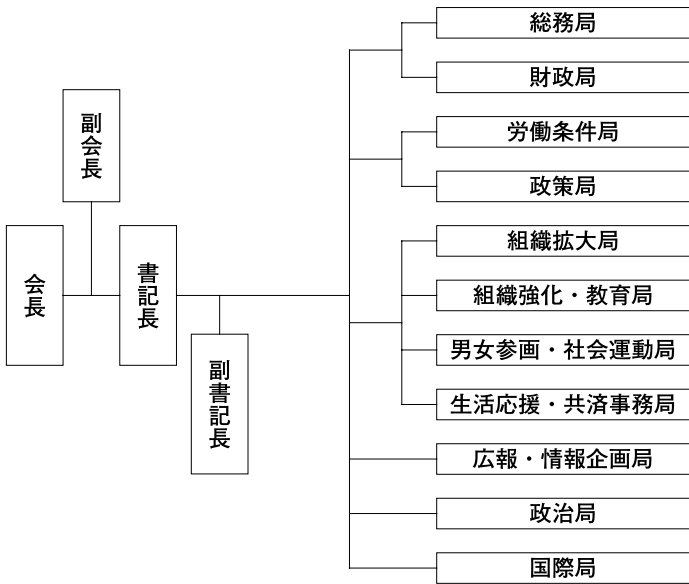 会長
副会長
書記長
副書記長
総務局
財政局
労働条件局
政策局
組織拡大局
組織強化・教育局
男女参画・社会運動局
生活応援・共済事務局
広報・情報企画局
政治局
国際局